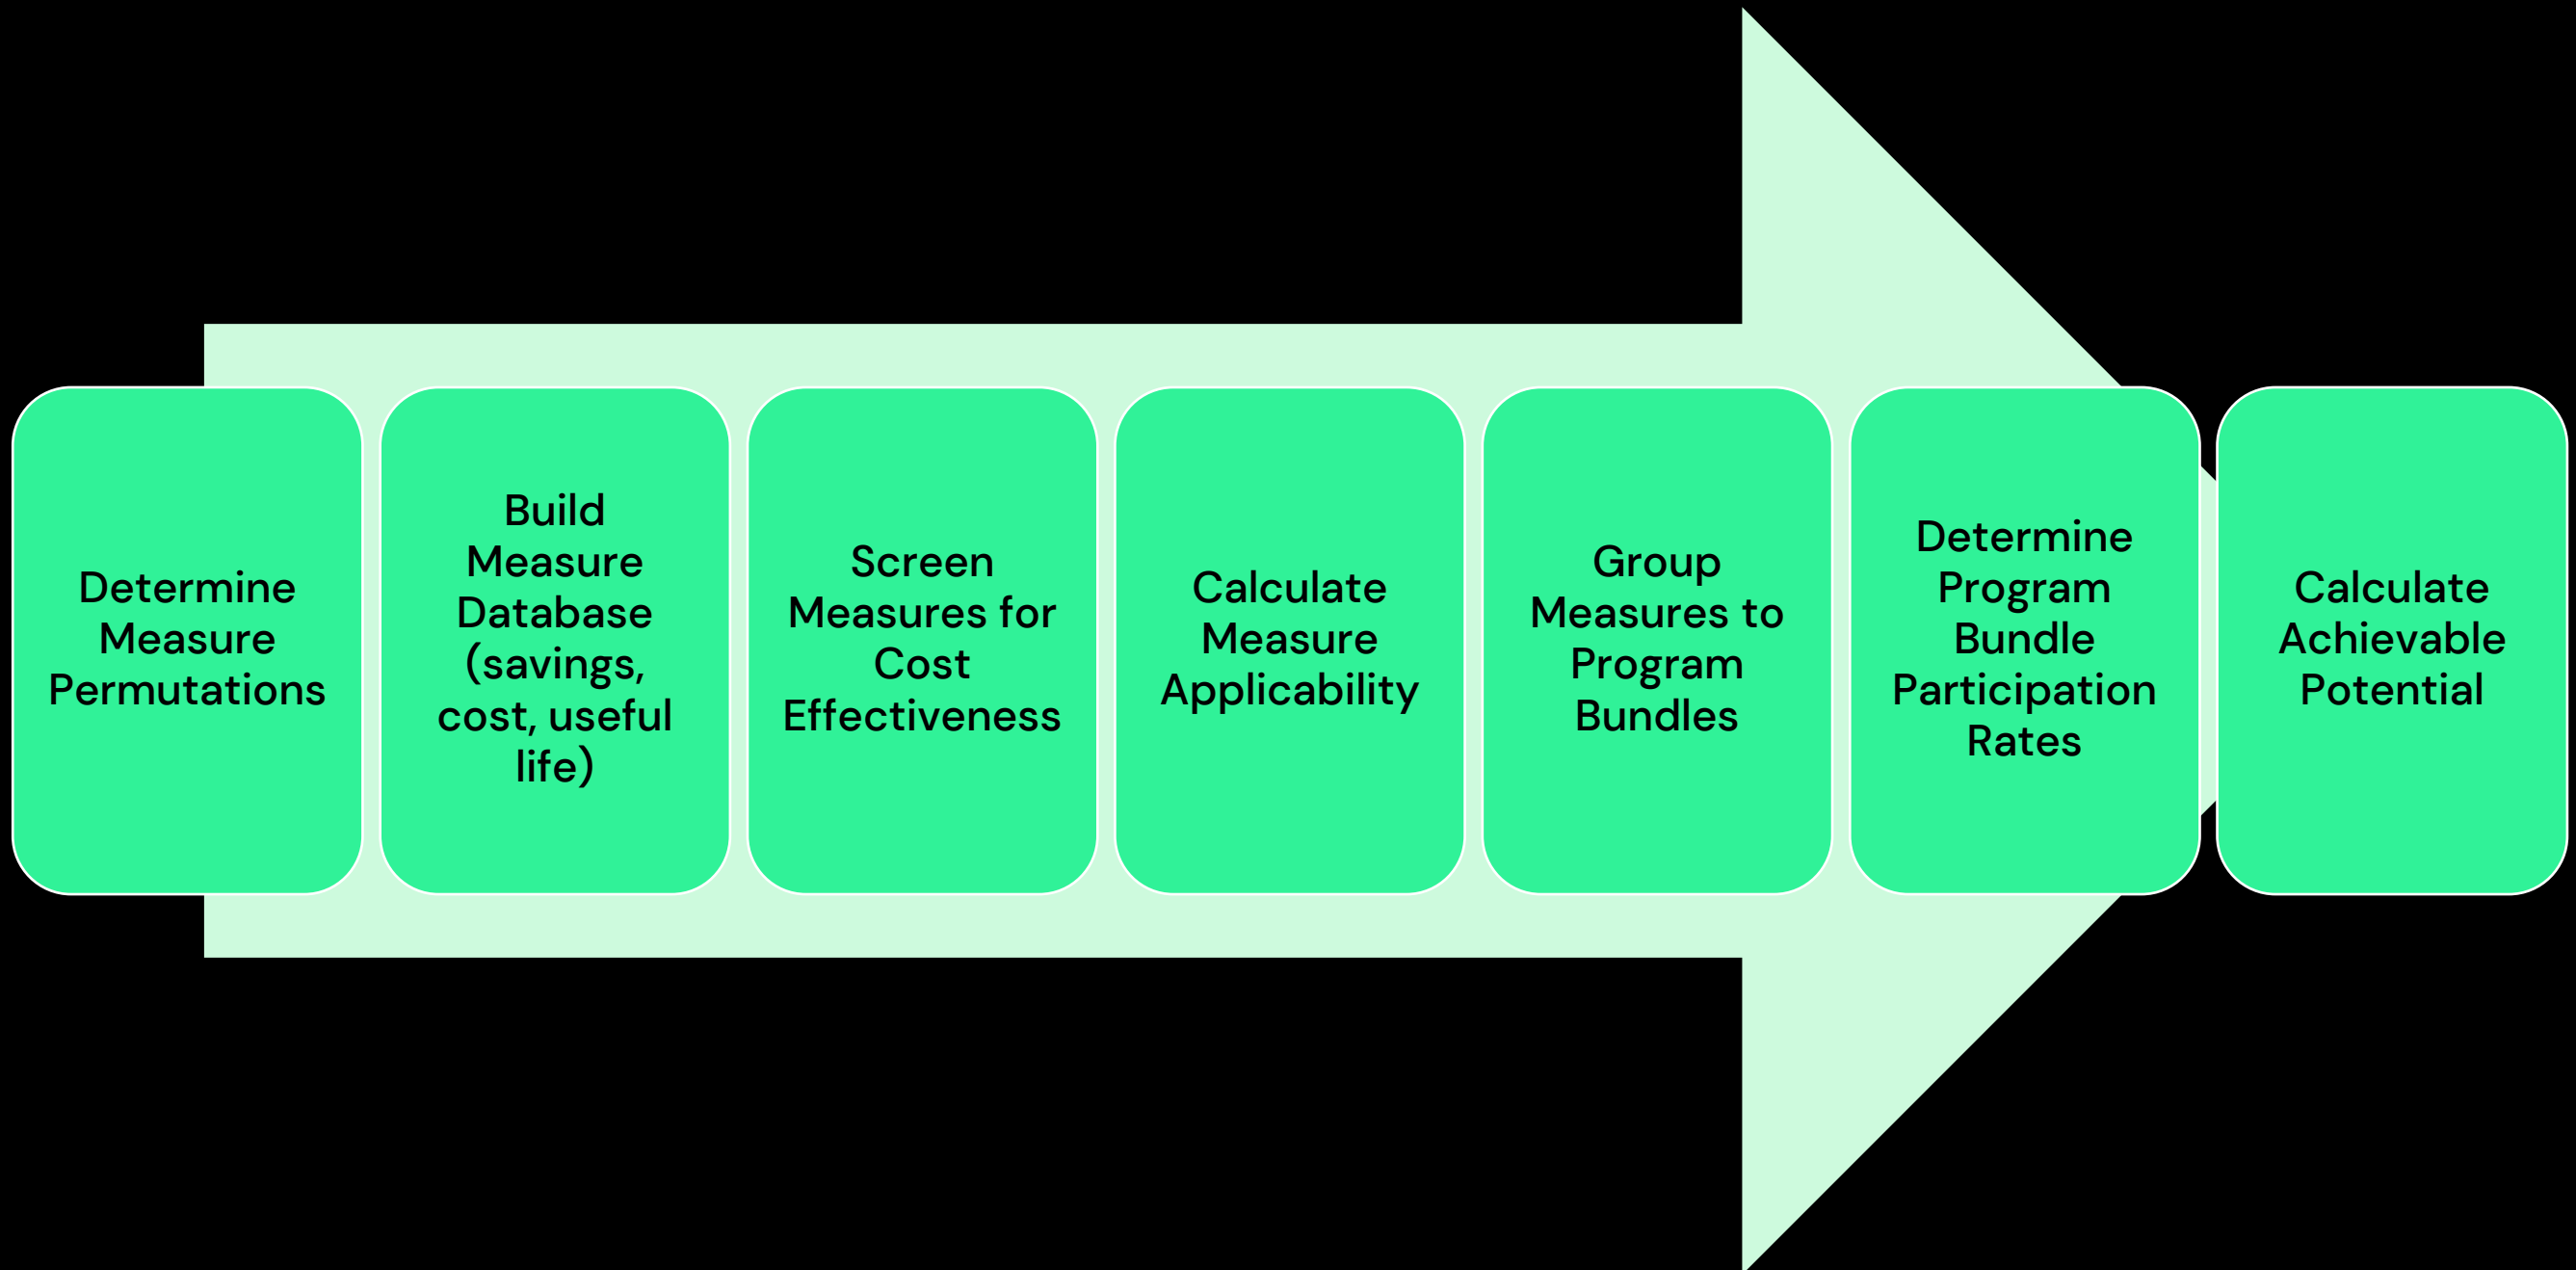 Determine
Measure
Permutations
Build
Measure
Database
(savings,
cost, useful
life)
Screen
Measures for
Cost
Effectiveness
Calculate
Measure
Applicability
Group
Measures to
Program
Bundles
Determine
Program
Bundle
Participation
Rates
Calculate
Achievable
Potential